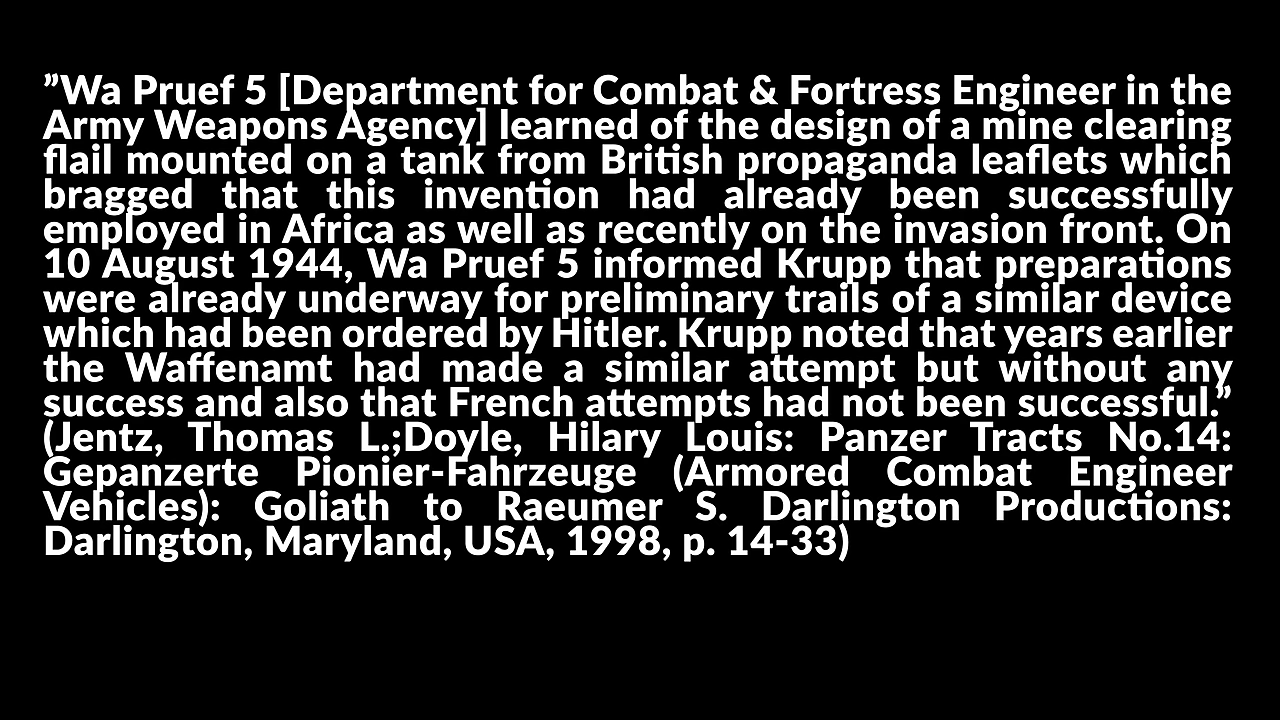 ”Wa Pruef 5 [Department for Combat & Fortress Engineer in the
Army Weapons Agency] learned of the design of a mine clearing
flail mounted on a tank from British propaganda leaflets which
bragged that this invention had already been successfully
employed in Africa as well as recently on the invasion front. On
10 August 1944, Wa Pruef 5 informed Krupp that preparations
were already underway for preliminary trails of a similar device
which had been ordered by Hitler. Krupp noted that years earlier
the Waffenamt had made a similar attempt but without any
success and also that French attempts had not been successful.”
(Jentz, Thomas L.;Doyle, Hilary Louis: Panzer Tracts No.14:
Gepanzerte Pionier-Fahrzeuge (Armored Combat Engineer
Vehicles): Goliath to Raeumer S. Darlington Productions:
Darlington, Maryland, USA, 1998, p. 14-33)